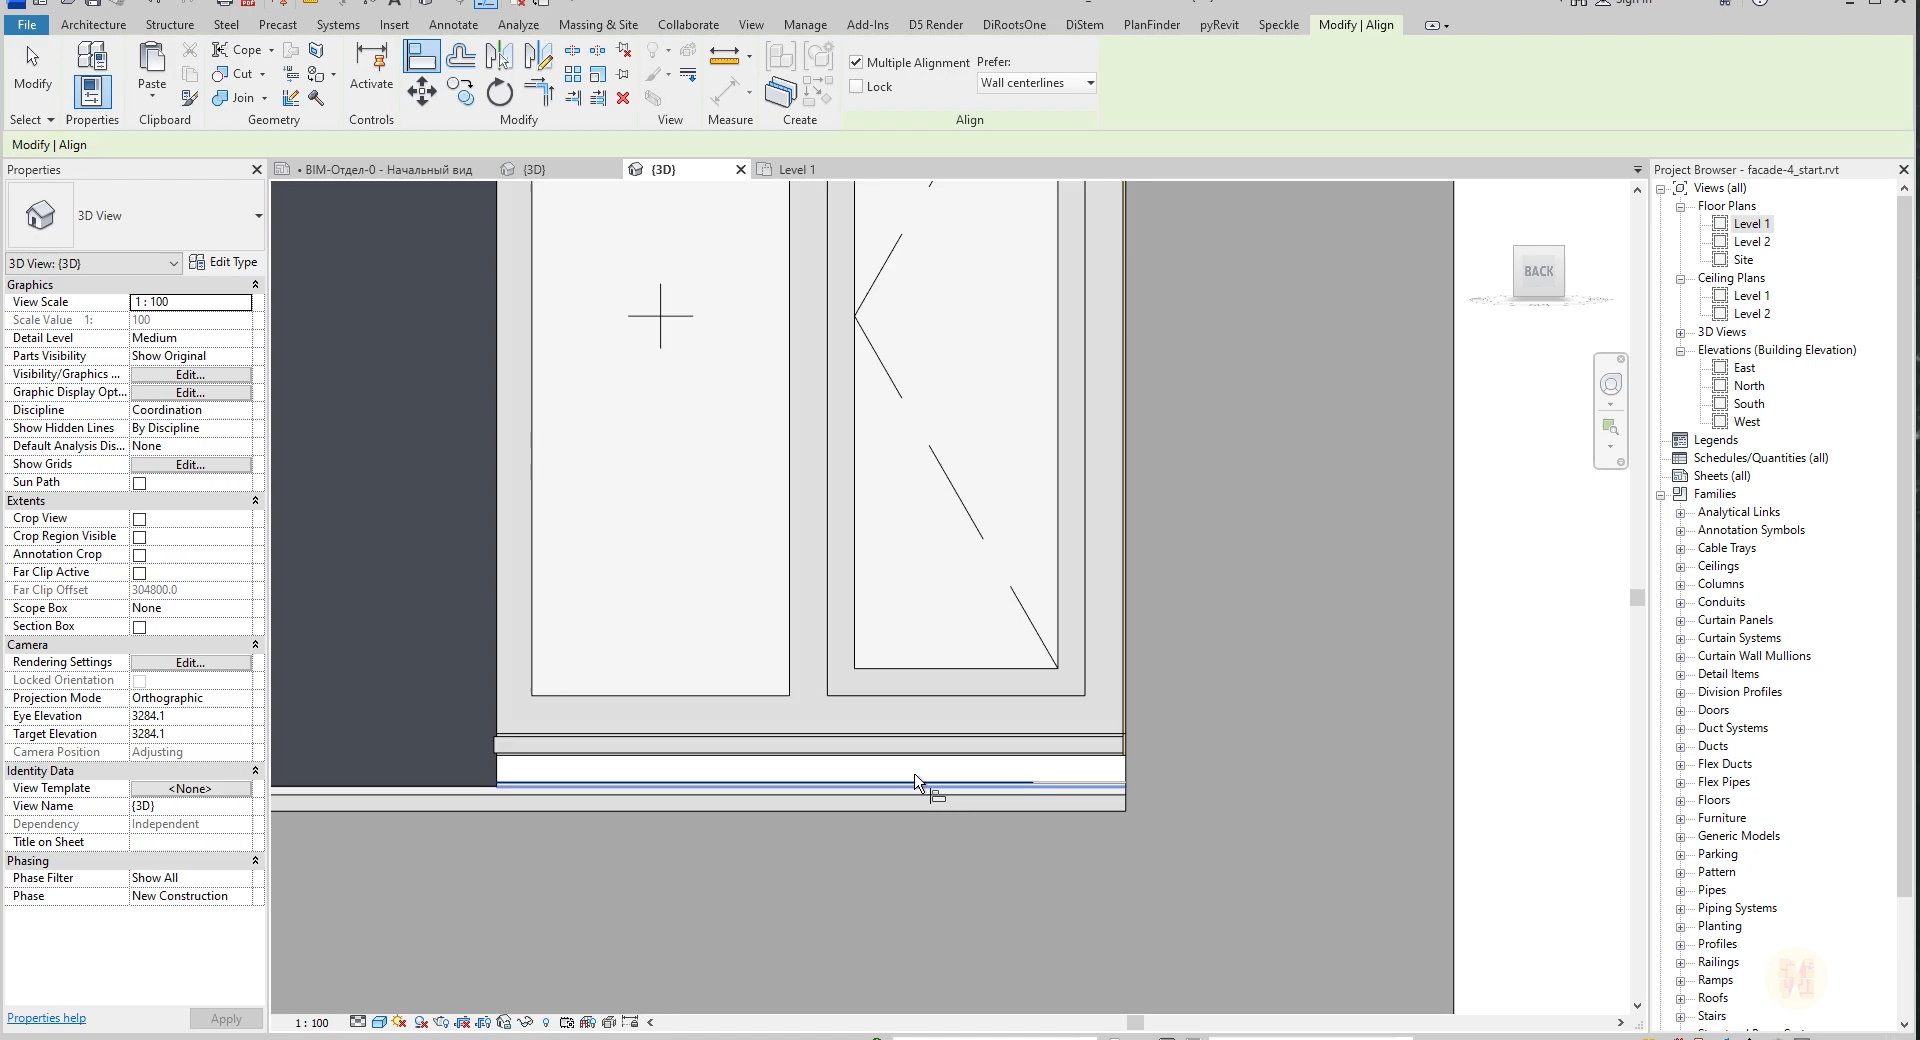 File Architecture Structure Steel Precast Systems Insert Annotate Analyze Massing & Site Collaborate View Manage Add-Ins D5 Render DiRootsOne DiStem PlanFinder pyRevit Speckle Modify | Align
Modify
Select
Properties
Paste
Clipboard
Cope
Cut
Join
Geometry
Activate
Controls
Modify
View
Measure
Create
Multiple Alignment
Lock
Prefer:
Wall centerlines
Align
Modify | Align
Properties
• BIM-Отдел-0 - Начальный вид
{3D}
{3D}
Level 1
Project Browser - facade-4_start.rvt
3D View
3D View: {3D}
Edit Type
Graphics
View Scale 1 : 100
Scale Value 1: 100
Detail Level Medium
Parts Visibility Show Original
Visibility/Graphics ... Edit...
Graphic Display Opt... Edit...
Discipline Coordination
Show Hidden Lines By Discipline
Default Analysis Dis... None
Show Grids Edit...
Sun Path
Extents
Crop View
Crop Region Visible
Annotation Crop
Far Clip Active
Far Clip Offset 304800.0
Scope Box None
Section Box
Camera
Rendering Settings Edit...
Locked Orientation
Projection Mode Orthographic
Eye Elevation 3284.1
Target Elevation 3284.1
Camera Position Adjusting
Identity Data
View Template <None>
View Name {3D}
Dependency Independent
Title on Sheet
Phasing
Phase Filter Show All
Phase New Construction
Properties help
Apply
BACK
1 : 100
Views (all)
Floor Plans
Level 1
Level 2
Site
Ceiling Plans
Level 1
Level 2
3D Views
Elevations (Building Elevation)
East
North
South
West
Legends
Schedules/Quantities (all)
Sheets (all)
Families
Analytical Links
Annotation Symbols
Cable Trays
Ceilings
Columns
Conduits
Curtain Panels
Curtain Systems
Curtain Wall Mullions
Detail Items
Division Profiles
Doors
Duct Systems
Ducts
Flex Ducts
Flex Pipes
Floors
Furniture
Generic Models
Parking
Pattern
Pipes
Piping Systems
Planting
Profiles
Railings
Ramps
Roofs
Stairs